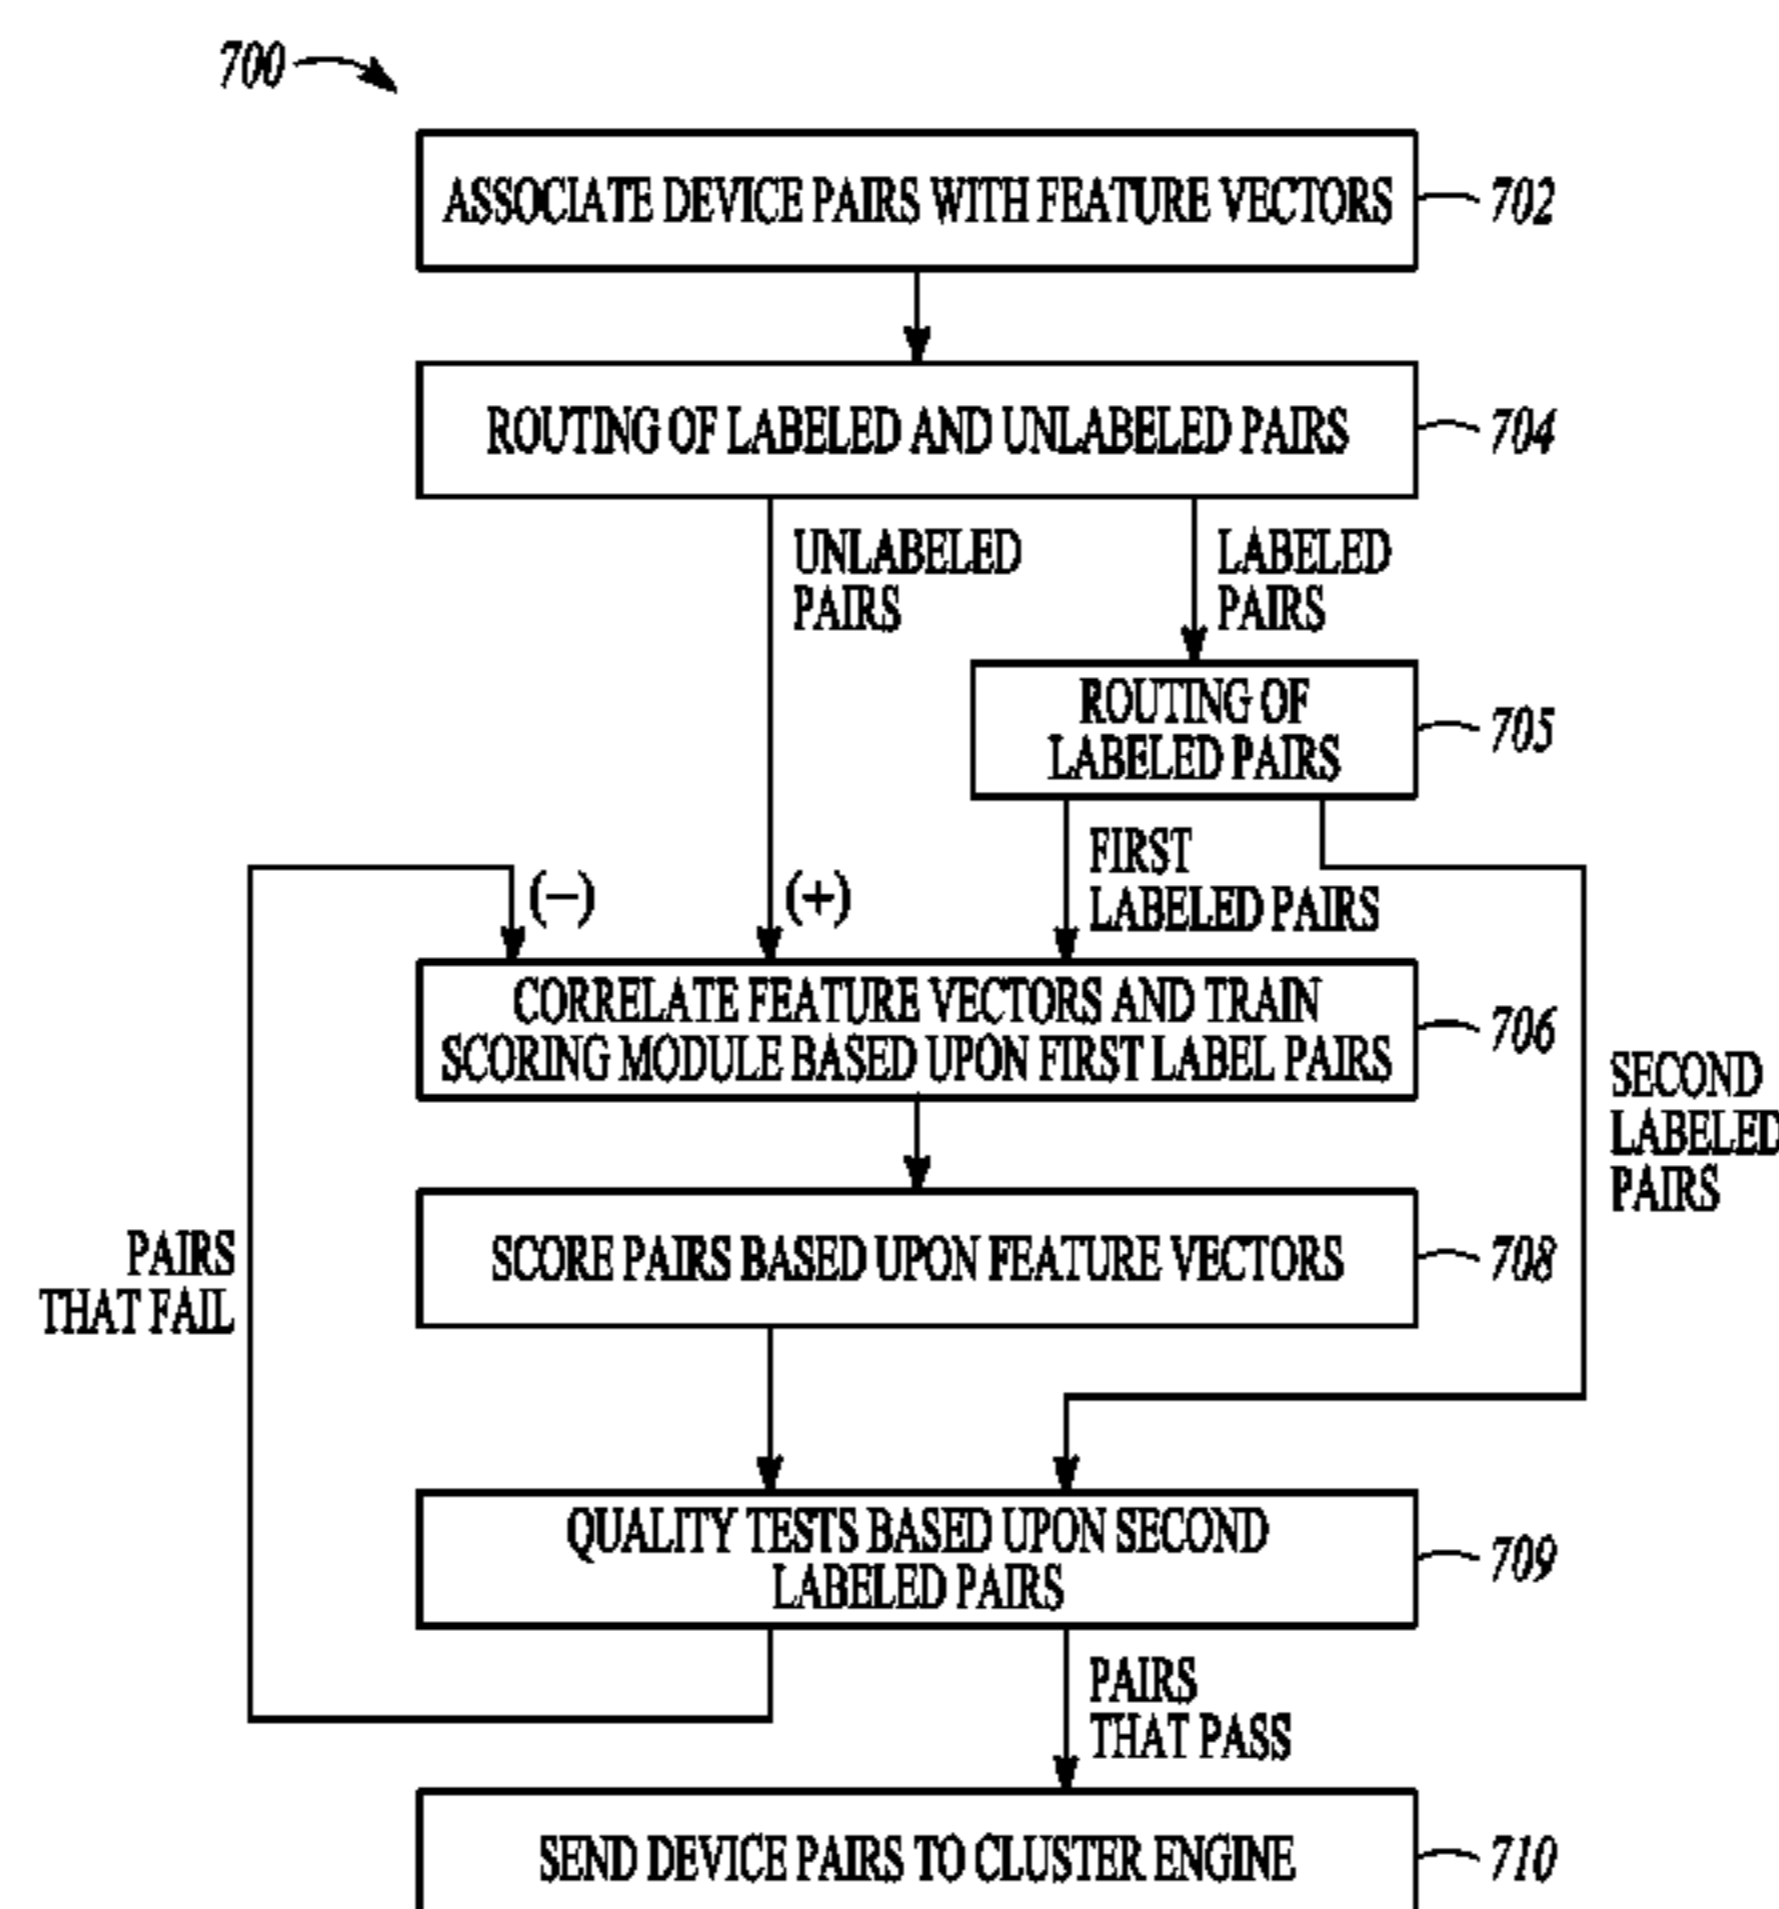 700
ASSOCIATE DEVICE PAIRS WITH FEATURE VECTORS
702
ROUTING OF LABELED AND UNLABELED PAIRS
704
UNLABELED
PAIRS
LABELED
PAIRS
ROUTING OF
LABELED PAIRS
705
(−)
(+)
FIRST
LABELED PAIRS
CORRELATE FEATURE VECTORS AND TRAIN
SCORING MODULE BASED UPON FIRST LABEL PAIRS
706
SECOND
LABELED
PAIRS
SCORE PAIRS BASED UPON FEATURE VECTORS
708
PAIRS
THAT FAIL
QUALITY TESTS BASED UPON SECOND
LABELED PAIRS
709
PAIRS
THAT PASS
SEND DEVICE PAIRS TO CLUSTER ENGINE
710